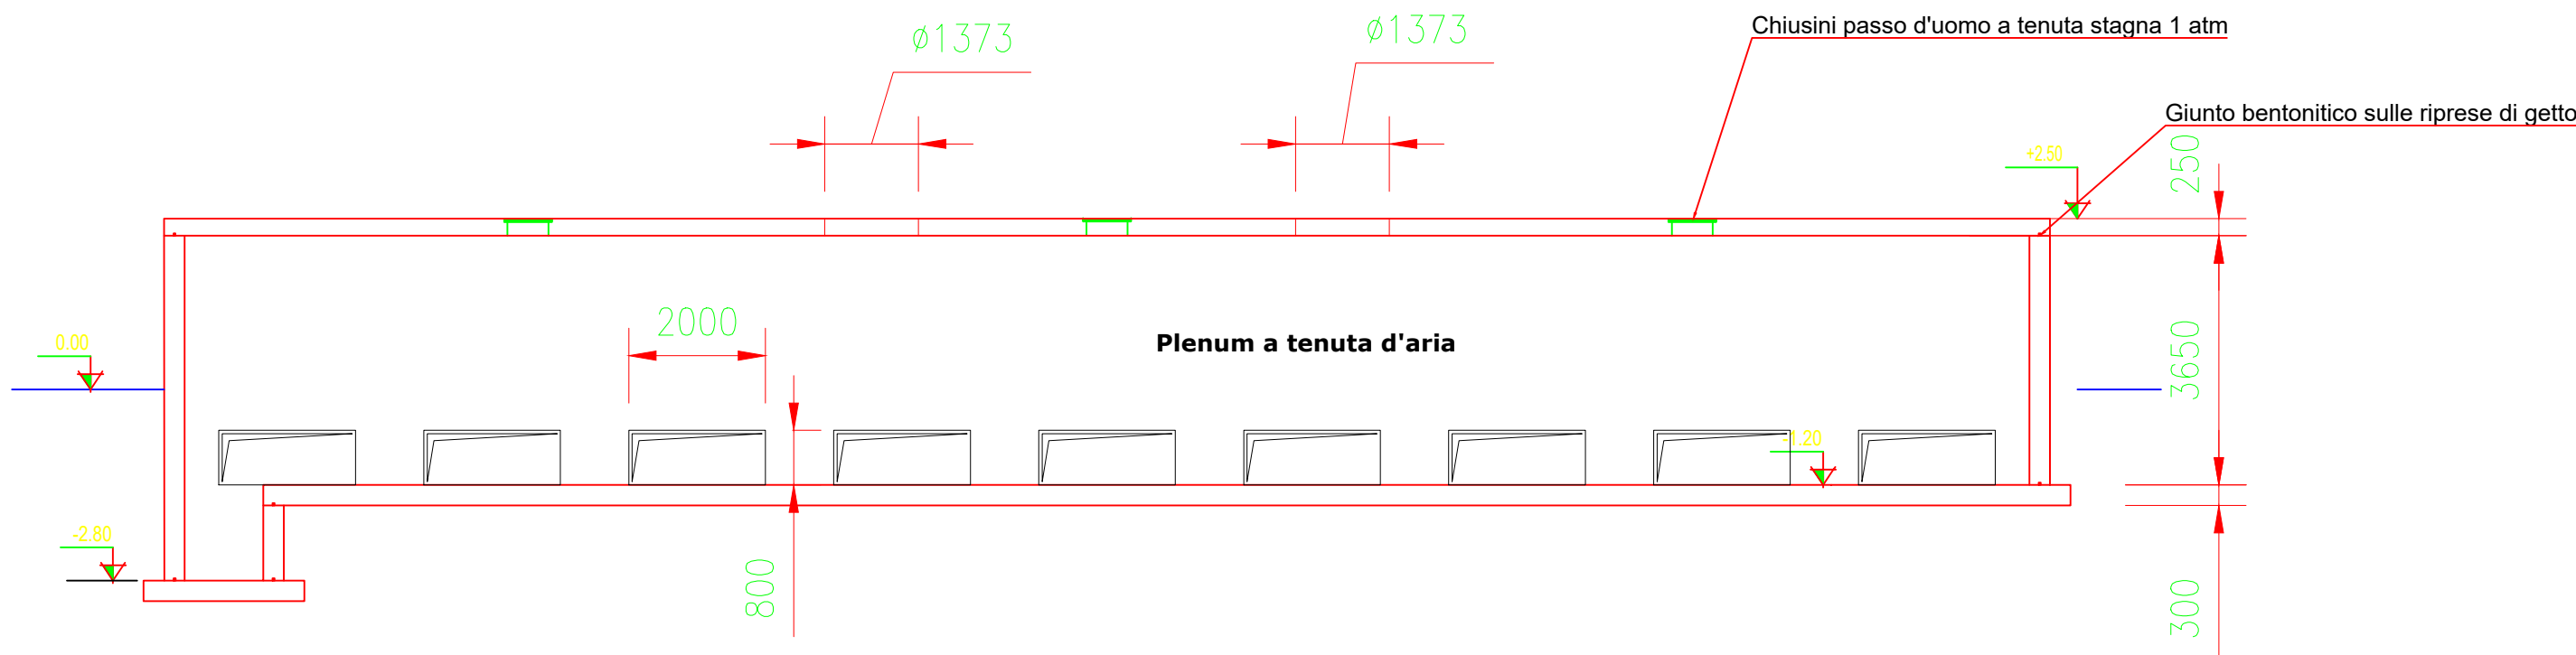 Chiusini passo d'uomo a tenuta stagna 1 atm
ø1373
ø1373
Giunto bentonitico sulle riprese di getto
+2.50
250
2000
Plenum a tenuta d'aria
0.00
3650
-1.20
-2.80
800
300